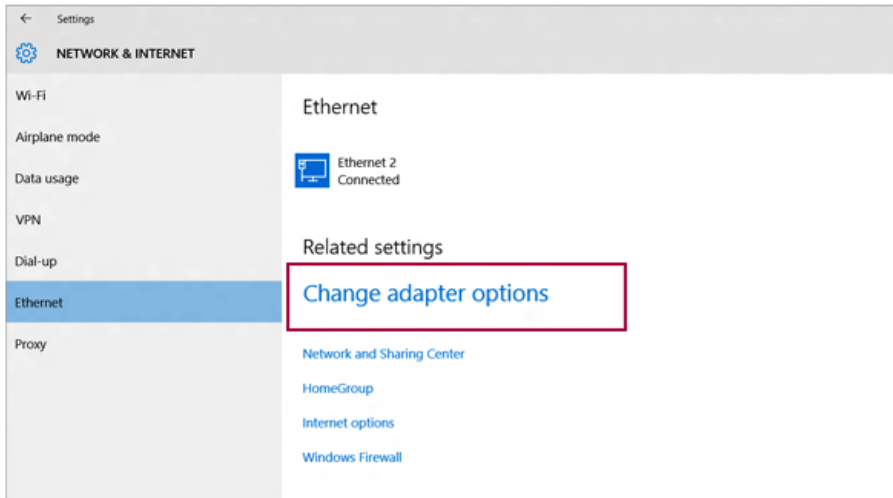 Settings
NETWORK & INTERNET
Wi-Fi
Airplane mode
Data usage
VPN
Dial-up
Ethernet
Proxy
Ethernet
Ethernet 2
Connected
Related settings
Change adapter options
Network and Sharing Center
HomeGroup
Internet options
Windows Firewall